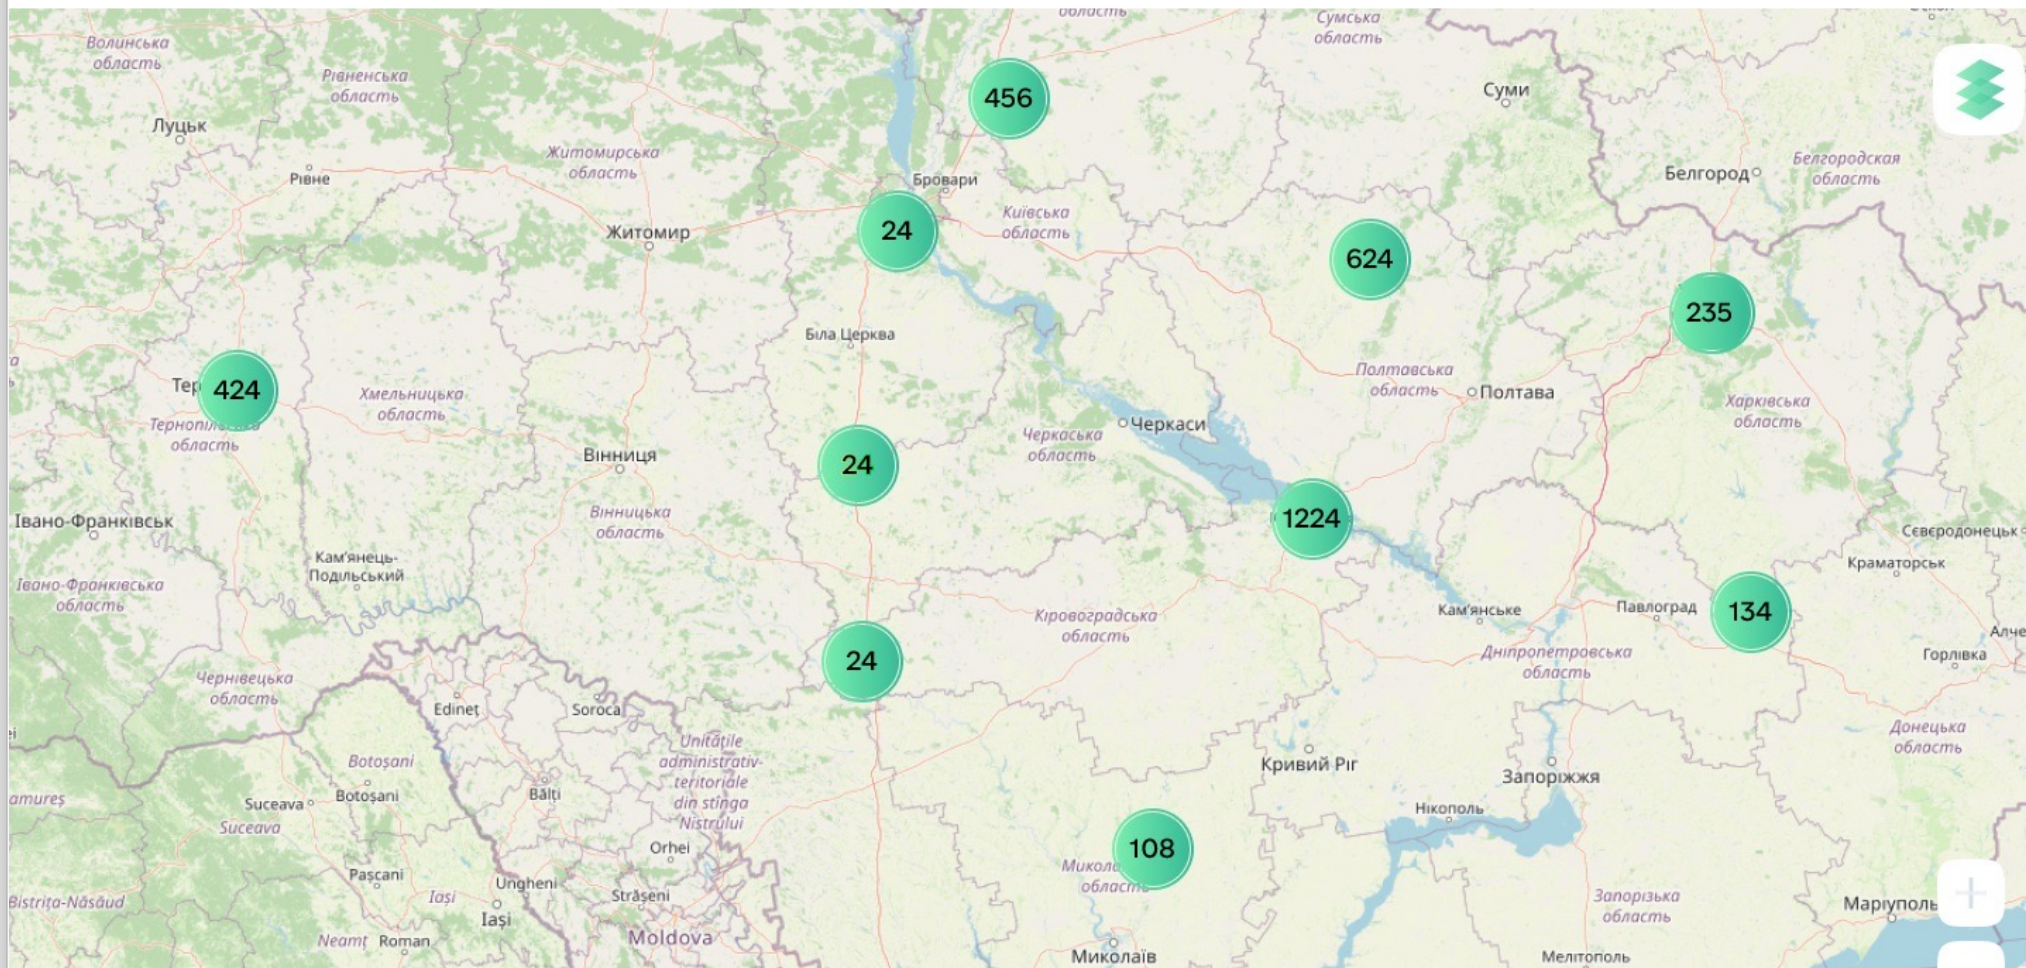 область
Сумська
область
Волинська
область
Рівненська
область
456
Суми
Луцьк
Житомирська
область
Белгородская
область
Белгород
Рівне
Бровари
Київська
область
24
Житомир
624
235
Біла Церква
424
Хмельницька
область
Полтавська
область
Полтава
Харківська
область
Черкаси
Черкаська
область
область
Вінниця
24
Вінницька
область
1224
Івано-Франківськ
Сєвєродонецьк
Кам'янець-
Подільський
Краматорськ
Івано-Франківська
область
Кам'янське
Павлоград
134
Кіровоградська
область
Дніпропетровська
область
Горлівка
24
Чернівецька
область
Edineț
Soroca
Донецька
область
Unitățile
administrativ-
teritoriale
din stînga
Nistrului
Botoșani
Кривий Ріг
Запоріжжя
Suceava
Botoșani
Bălți
Нікополь
Suceava
Orhei
108
область
Pașcani
Ungheni
Strășeni
Iași
Запорізька
область
Bistrița-Năsăud
Iași
Маріуполь
Neamț
Roman
Moldova
Миколаїв
Мелітополь